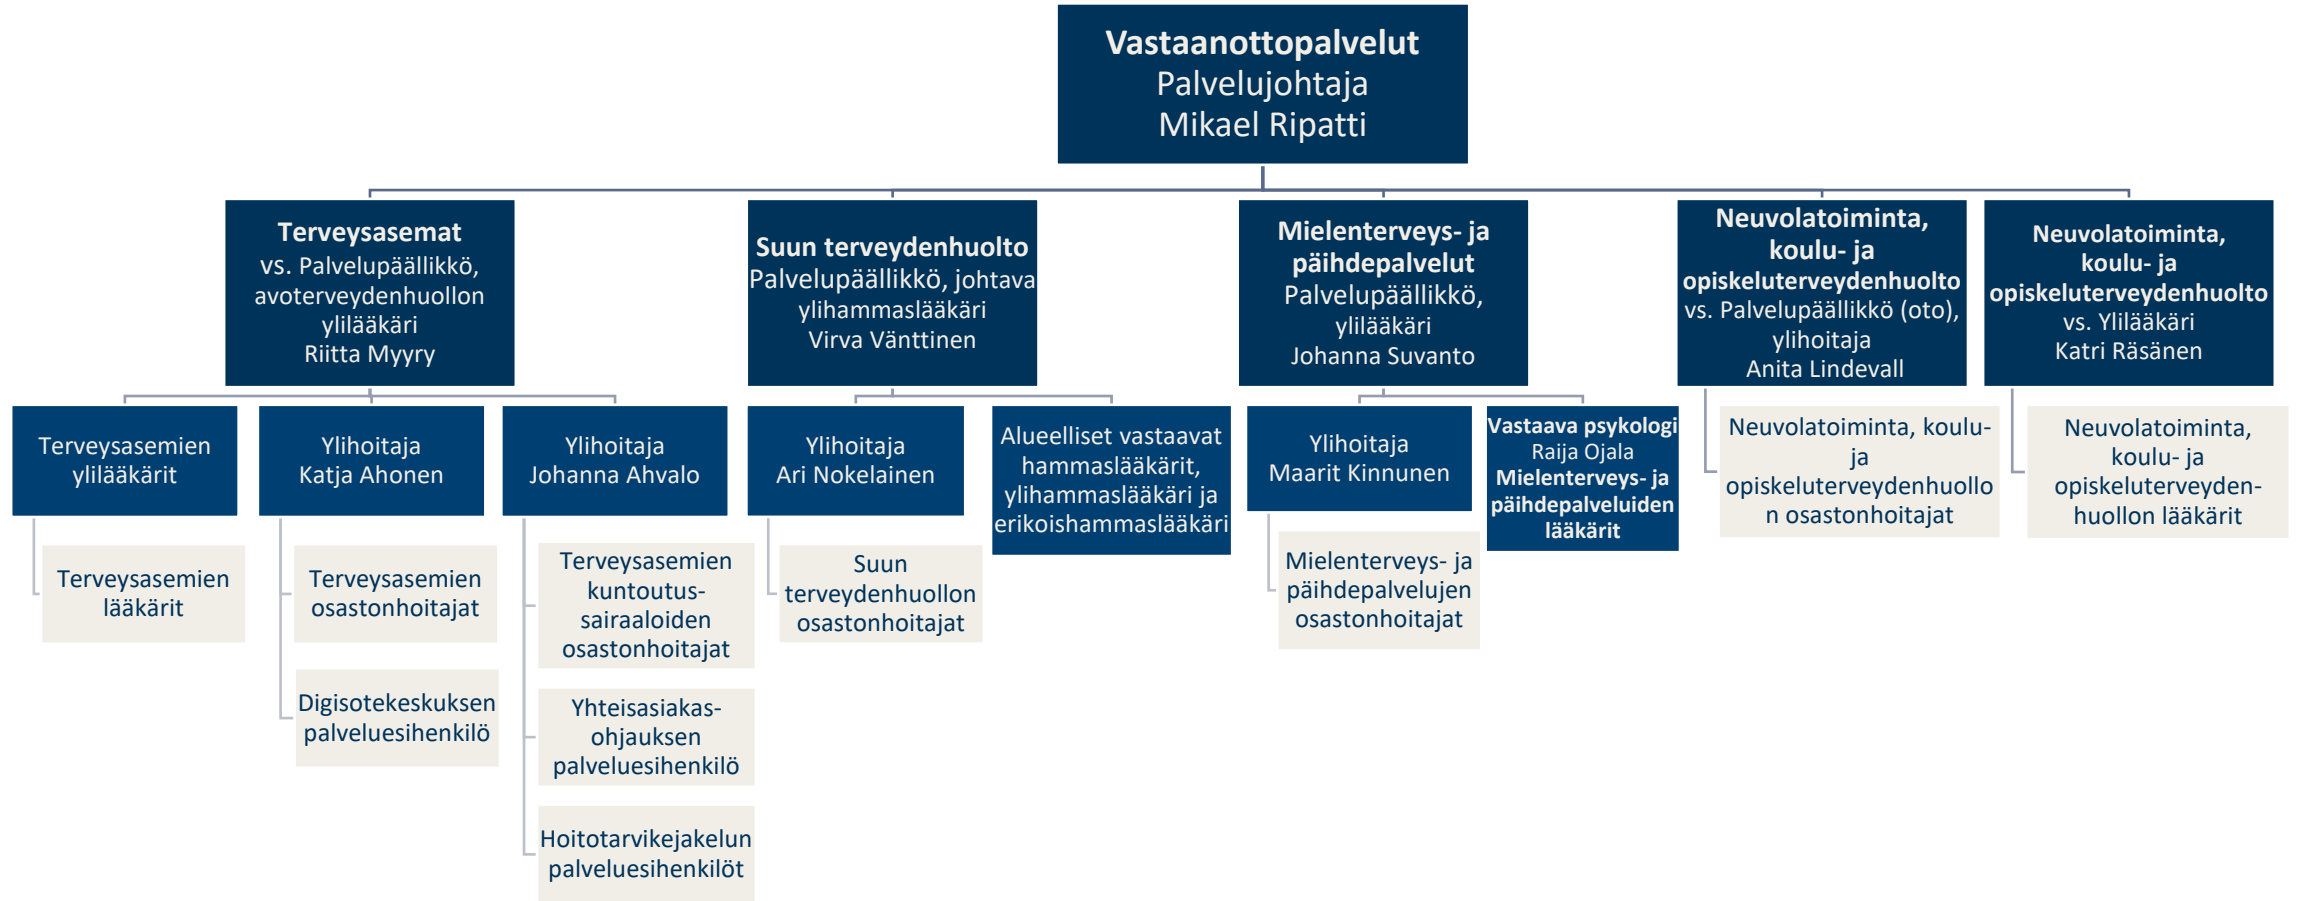 Vastaanottopalvelut
Palvelujohtaja
Mikael Ripatti
Terveysasemat
vs. Palvelupäällikkö,
avoterveydenhuollon
ylilääkäri
Riitta Myyry
Suun terveydenhuolto
Palvelupäällikkö, johtava
ylihammaslääkäri
Virva Vänttinen
Mielenterveys- ja
päihdepalvelut
Palvelupäällikkö,
ylilääkäri
Johanna Suvanto
Neuvolatoiminta,
koulu- ja
opiskeluterveydenhuolto
vs. Palvelupäällikkö (oto),
ylihoitaja
Anita Lindevall
Neuvolatoiminta,
koulu- ja
opiskeluterveydenhuolto
vs. Ylilääkäri
Katri Räsänen
Terveysasemien
ylilääkärit
Ylihoitaja
Katja Ahonen
Ylihoitaja
Johanna Ahvalo
Ylihoitaja
Ari Nokelainen
Alueelliset vastaavat
hammaslääkärit,
ylihammaslääkäri ja
erikoishammaslääkäri
Ylihoitaja
Maarit Kinnunen
Vastaava psykologi
Raija Ojala
Mielenterveys- ja
päihdepalveluiden
lääkärit
Neuvolatoiminta, koulu-
ja
opiskeluterveydenhuollo
n osastonhoitajat
Neuvolatoiminta,
koulu- ja
opiskeluterveyden-
huollon lääkärit
Terveysasemien
lääkärit
Terveysasemien
osastonhoitajat
Terveysasemien
kuntoutus-
sairaaloiden
osastonhoitajat
Suun
terveydenhuollon
osastonhoitajat
Mielenterveys- ja
päihdepalvelujen
osastonhoitajat
Digisotekeskuksen
palveluesihenkilö
Yhteisasiakas-
ohjauksen
palveluesihenkilö
Hoitotarvikejakelun
palveluesihenkilöt